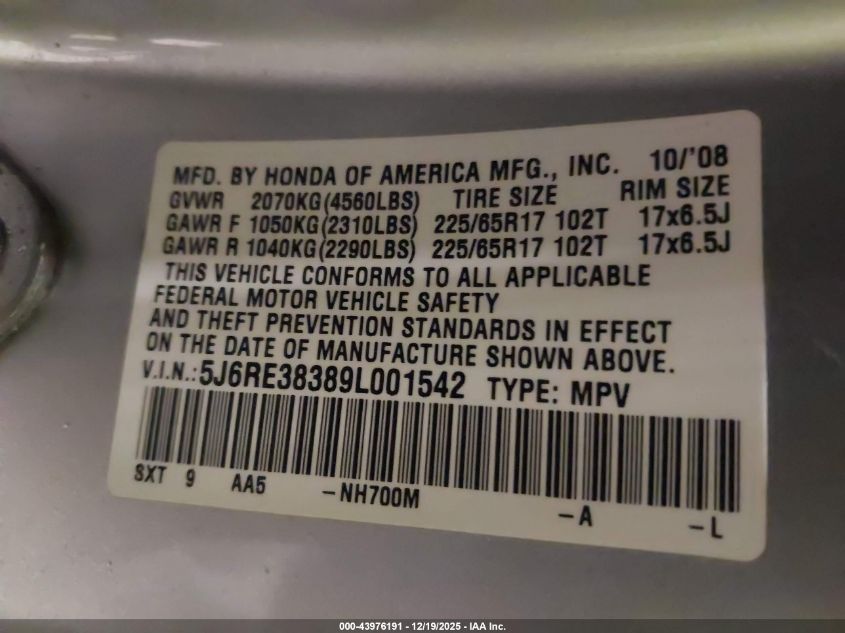 MFD. BY HONDA OF AMERICA MFG., INC. 10/'08
GVWR 2070KG(4560LBS) TIRE SIZE RIM SIZE
GAWR F 1050KG(2310LBS) 225/65R17 102T 17x6.5J
GAWR R 1040KG(2290LBS) 225/65R17 102T 17x6.5J
THIS VEHICLE CONFORMS TO ALL APPLICABLE
FEDERAL MOTOR VEHICLE SAFETY
AND THEFT PREVENTION STANDARDS IN EFFECT
ON THE DATE OF MANUFACTURE SHOWN ABOVE.
V.I.N.: 5J6RE38389L001542 TYPE: MPV
SXT 9 AA5 -NH700M -A -L
000-43976191 - 12/19/2025 - IAA Inc.